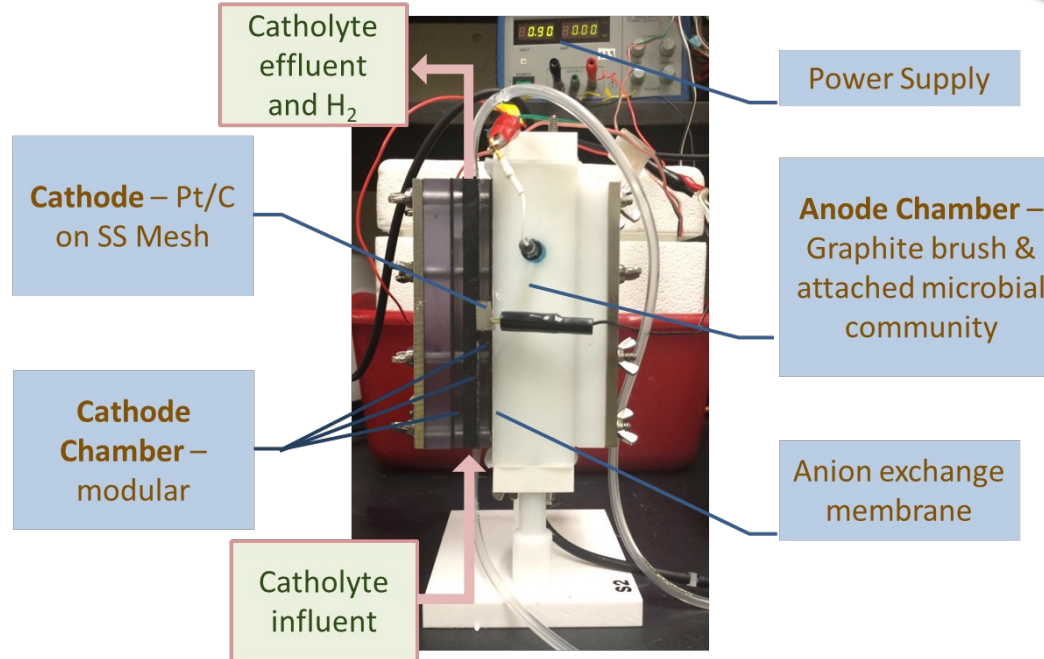 Catholyte
effluent
and H₂
0.90 0.00
Power Supply
Cathode – Pt/C
on SS Mesh
Anode Chamber –
Graphite brush &
attached microbial
community
Cathode
Chamber –
modular
Anion exchange
membrane
Catholyte
influent
S2